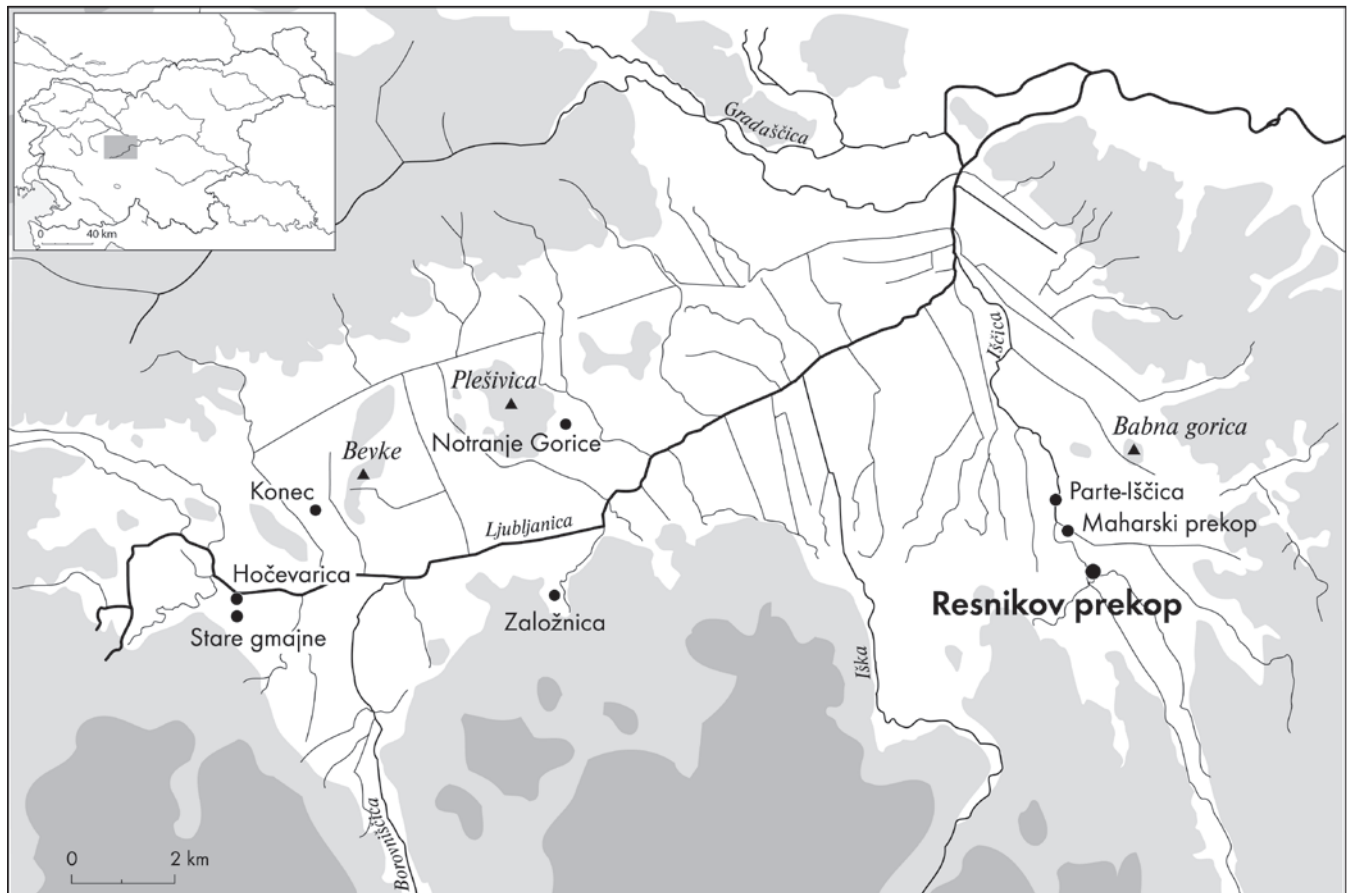 0 40 km
Gradaščica
Iščica
Plešivica
Notranje Gorice
Babna gorica
Bevke
Konec
Parte-Iščica
Maharski prekop
Ljubljanica
Hočevarica
Resnikov prekop
Založnica
Stare gmajne
Iška
Borovniščica
0 2 km